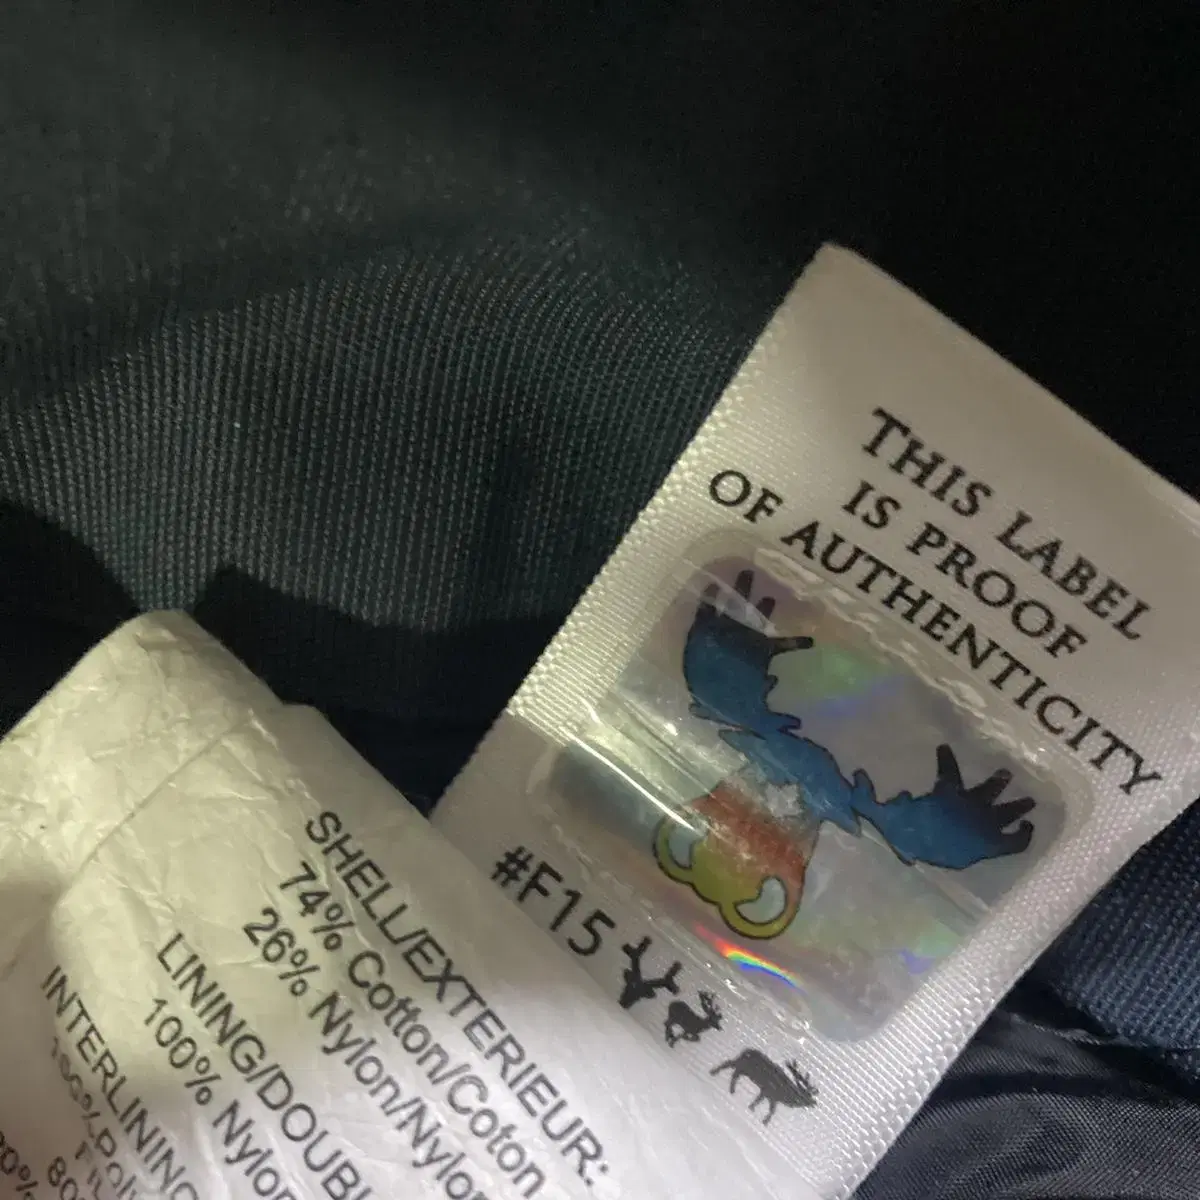 THIS LABEL
IS PROOF
OF AUTHENTICITY
#F15
SHELL/EXTERIEUR:
74% Cotton/Coton
26% Nylon/Nylon
LINING/DOUBL
100% Nylon
INTERLINING